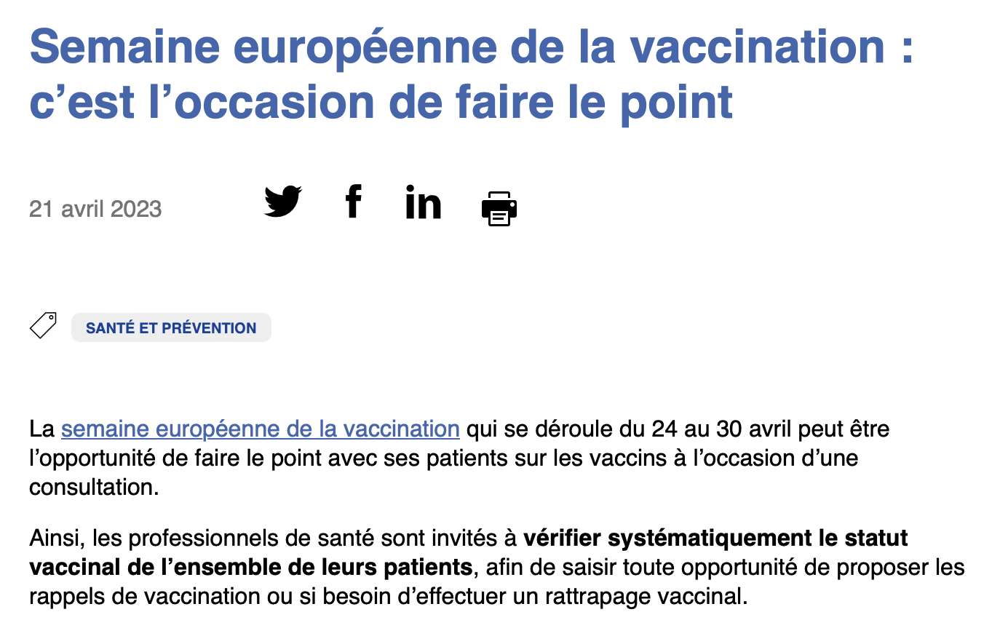 Semaine européenne de la vaccination :
c’est l’occasion de faire le point
21 avril 2023
SANTÉ ET PRÉVENTION
La semaine européenne de la vaccination qui se déroule du 24 au 30 avril peut être
l’opportunité de faire le point avec ses patients sur les vaccins à l’occasion d’une
consultation.
Ainsi, les professionnels de santé sont invités à vérifier systématiquement le statut
vaccinal de l’ensemble de leurs patients, afin de saisir toute opportunité de proposer les
rappels de vaccination ou si besoin d’effectuer un rattrapage vaccinal.